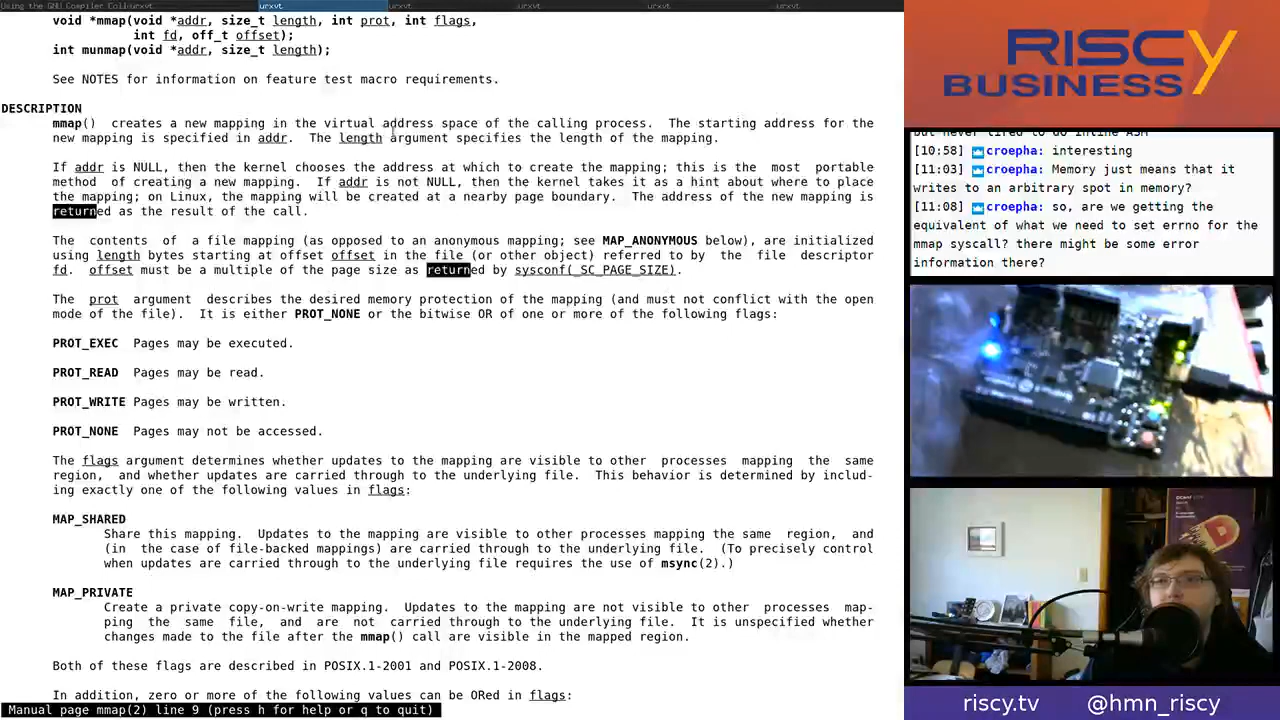 Using the GNU Compiler Coll urxvt urxvt urxvt urxvt urxvt urxvt
void *mmap(void *addr, size_t length, int prot, int flags,
int fd, off_t offset);
int munmap(void *addr, size_t length);
See NOTES for information on feature test macro requirements.
DESCRIPTION
mmap() creates a new mapping in the virtual address space of the calling process. The starting address for the
new mapping is specified in addr. The length argument specifies the length of the mapping.
If addr is NULL, then the kernel chooses the address at which to create the mapping; this is the most portable
method of creating a new mapping. If addr is not NULL, then the kernel takes it as a hint about where to place
the mapping; on Linux, the mapping will be created at a nearby page boundary. The address of the new mapping is
returned as the result of the call.
The contents of a file mapping (as opposed to an anonymous mapping; see MAP_ANONYMOUS below), are initialized
using length bytes starting at offset offset in the file (or other object) referred to by the file descriptor
fd. offset must be a multiple of the page size as returned by sysconf(_SC_PAGE_SIZE).
The prot argument describes the desired memory protection of the mapping (and must not conflict with the open
mode of the file). It is either PROT_NONE or the bitwise OR of one or more of the following flags:
PROT_EXEC Pages may be executed.
PROT_READ Pages may be read.
PROT_WRITE Pages may be written.
PROT_NONE Pages may not be accessed.
The flags argument determines whether updates to the mapping are visible to other processes mapping the same
region, and whether updates are carried through to the underlying file. This behavior is determined by includ-
ing exactly one of the following values in flags:
MAP_SHARED
Share this mapping. Updates to the mapping are visible to other processes mapping the same region, and
(in the case of file-backed mappings) are carried through to the underlying file. (To precisely control
when updates are carried through to the underlying file requires the use of msync(2).)
MAP_PRIVATE
Create a private copy-on-write mapping. Updates to the mapping are not visible to other processes map-
ping the same file, and are not carried through to the underlying file. It is unspecified whether
changes made to the file after the mmap() call are visible in the mapped region.
Both of these flags are described in POSIX.1-2001 and POSIX.1-2008.
In addition, zero or more of the following values can be ORed in flags:
Manual page mmap(2) line 9 (press h for help or q to quit)
RISCY
BUSINESS
but never tired to do inline ASM
[10:58] croepha: interesting
[11:03] croepha: Memory just means that it
writes to an arbitrary spot in memory?
[11:08] croepha: so, are we getting the
equivalent of what we need to set errno for the
mmap syscall? there might be some error
information there?
riscy.tv @hmn_riscy